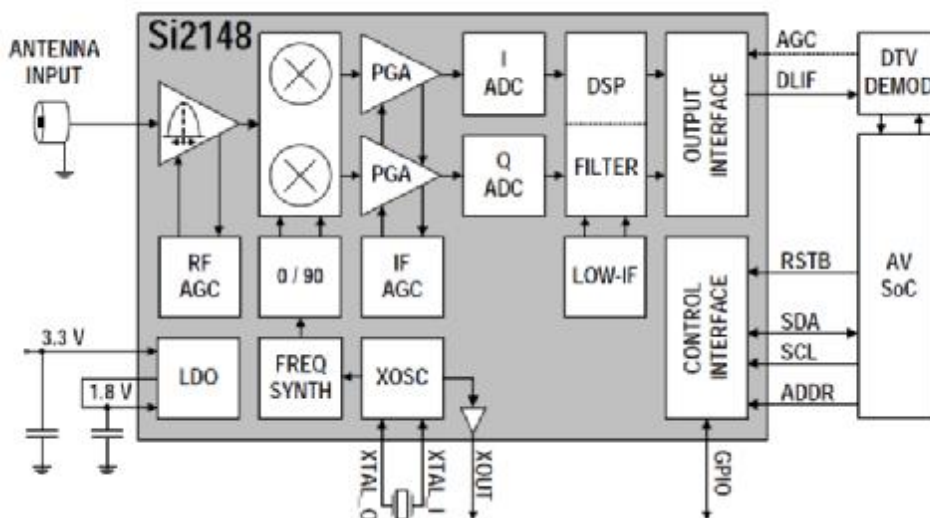 Si2148
ANTENNA
INPUT
PGA
PGA
I
ADC
Q
ADC
DSP
FILTER
OUTPUT
INTERFACE
AGC
DLIF
DTV
DEMOD
RF
AGC
0 / 90
IF
AGC
LOW-IF
CONTROL
INTERFACE
RSTB
SDA
SCL
ADDR
AV
SoC
3.3 V
1.8 V
LDO
FREQ
SYNTH
XOSC
XTAL_I
XOUT
GPIO